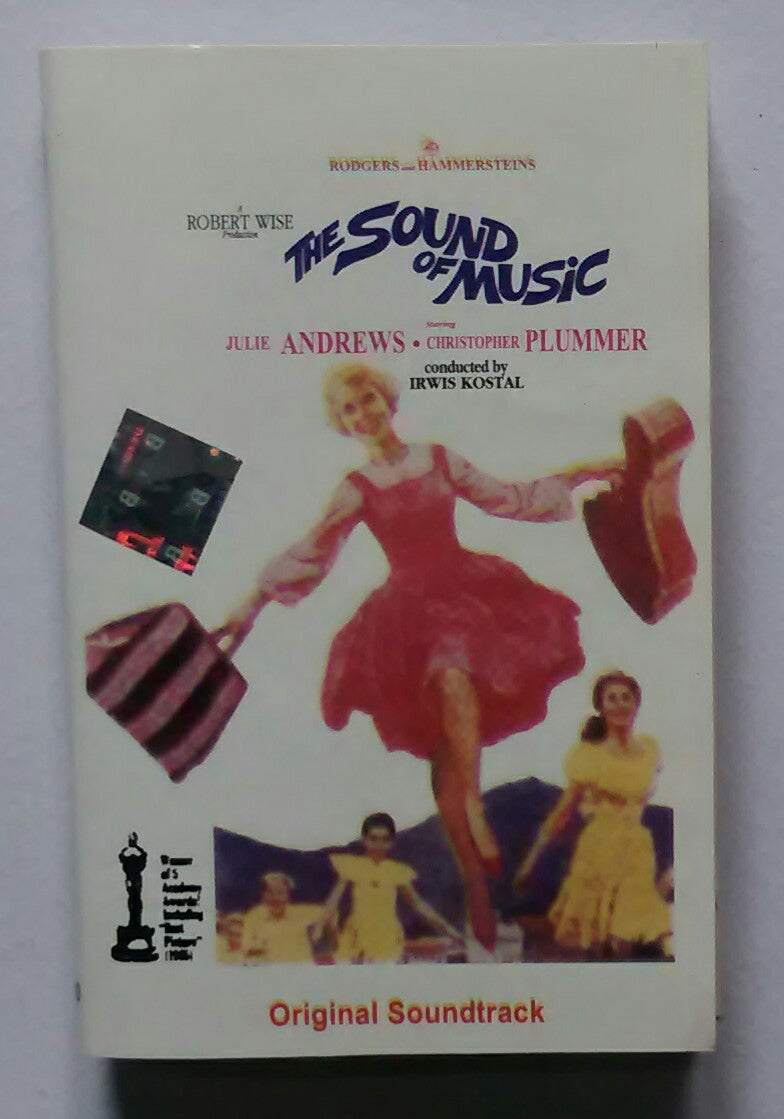 RODGERS and HAMMERSTEINS
A
ROBERT WISE
Production
THE SOUND
OF MUSIC
Starring
JULIE ANDREWS • CHRISTOPHER PLUMMER
conducted by
IRWIS KOSTAL
Original Soundtrack